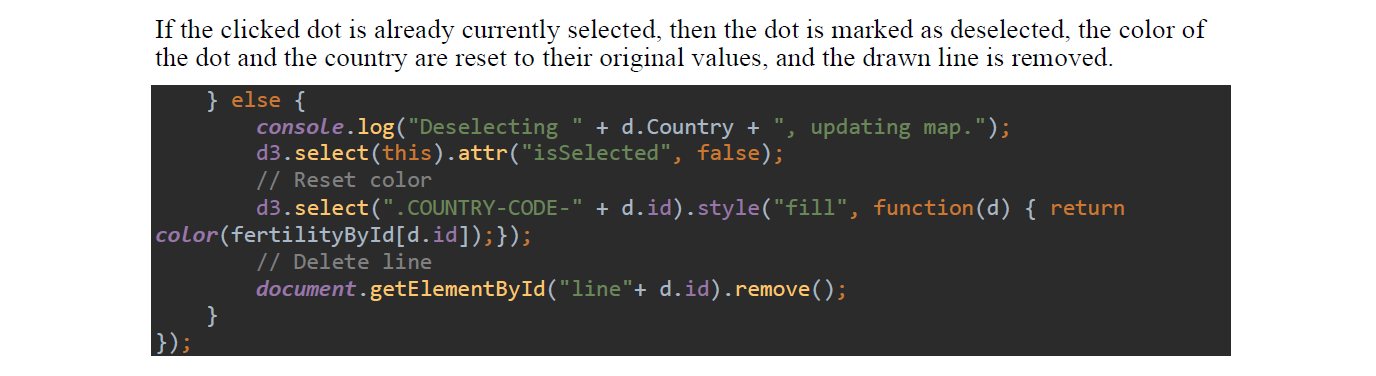 If the clicked dot is already currently selected, then the dot is marked as deselected, the color of
the dot and the country are reset to their original values, and the drawn line is removed.
} else {
console.log("Deselecting " + d.Country + ", updating map.");
d3.select(this).attr("isSelected", false);
// Reset color
d3.select(".COUNTRY-CODE-" + d.id).style("fill", function(d) { return
color(fertilityById[d.id]);});
// Delete line
document.getElementById("line"+ d.id).remove();
}
});